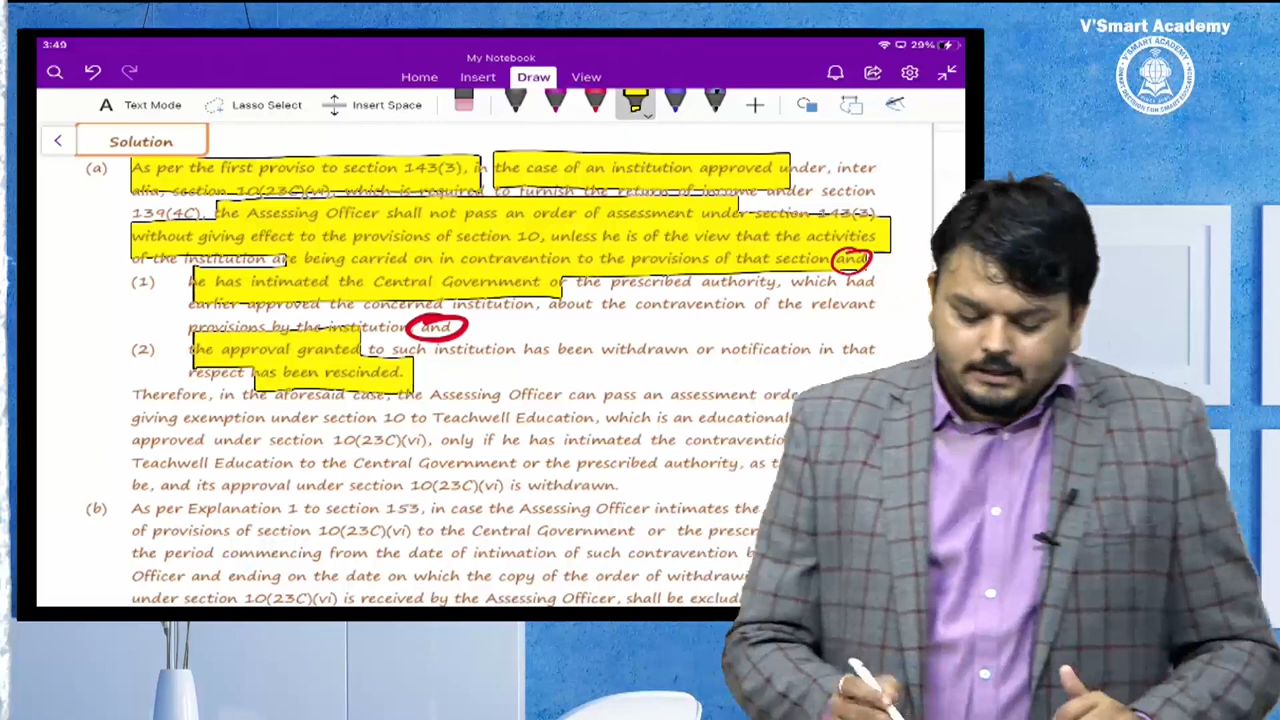 V'Smart Academy
3:49
29%
My Notebook
Home Insert Draw View
Text Mode Lasso Select Insert Space
Solution
(a) As per the first proviso to section 143(3), in the case of an institution approved under, inter
alia, section 10(23C)(vi), which is required to furnish the return of income under section
139(4C), the Assessing Officer shall not pass an order of assessment under section 143(3)
without giving effect to the provisions of section 10, unless he is of the view that the activities
of the institution are being carried on in contravention to the provisions of that section and
(1) he has intimated the Central Government or the prescribed authority, which had
earlier approved the concerned institution, about the contravention of the relevant
provisions by the institution and
(2) the approval granted to such institution has been withdrawn or notification in that
respect has been rescinded.
Therefore, in the aforesaid case, the Assessing Officer can pass an assessment order
giving exemption under section 10 to Teachwell Education, which is an educational
approved under section 10(23C)(vi), only if he has intimated the
Teachwell Education to the Central Government or the prescribed authority, as
be, and its approval under section 10(23C)(vi) is withdrawn.
(b) As per Explanation 1 to section 153, in case the Assessing Officer intimates the
of provisions of section 10(23C)(vi) to the Central Government or the
the period commencing from the date of intimation of such contravention
Officer and ending on the date on which the copy of the order of
under section 10(23C)(vi) is received by the Assessing Officer, shall be